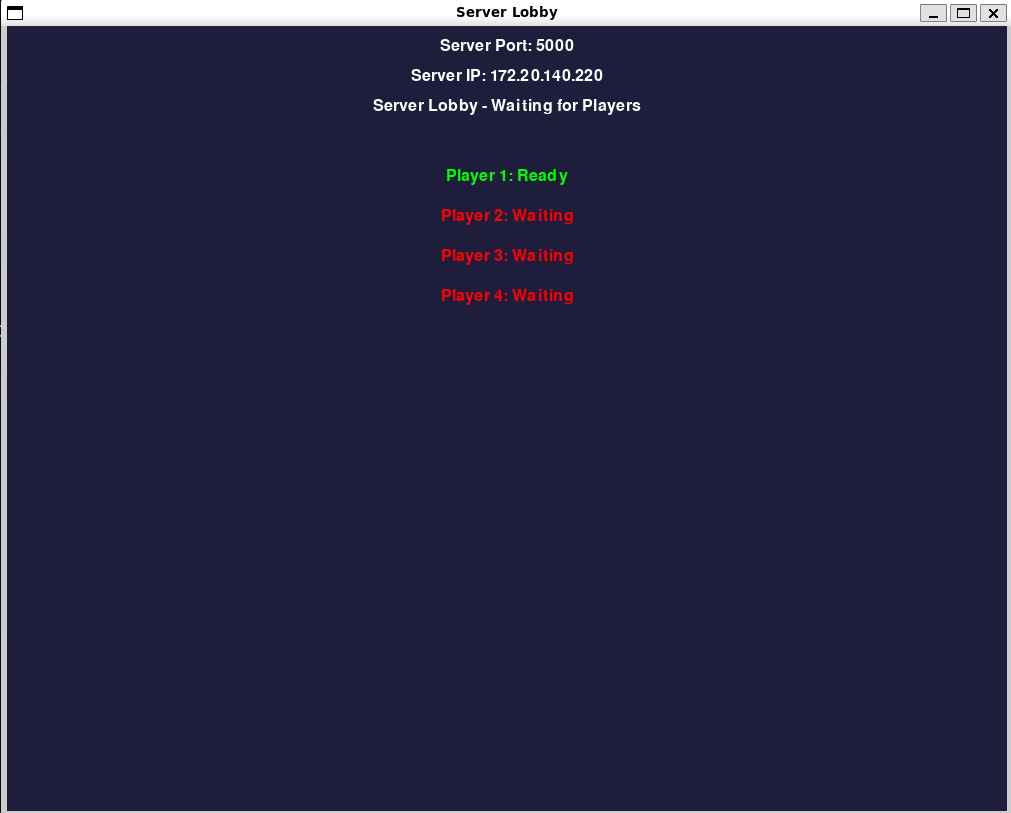 Server Lobby
Server Port: 5000
Server IP: 172.20.140.220
Server Lobby - Waiting for Players
Player 1: Ready
Player 2: Waiting
Player 3: Waiting
Player 4: Waiting